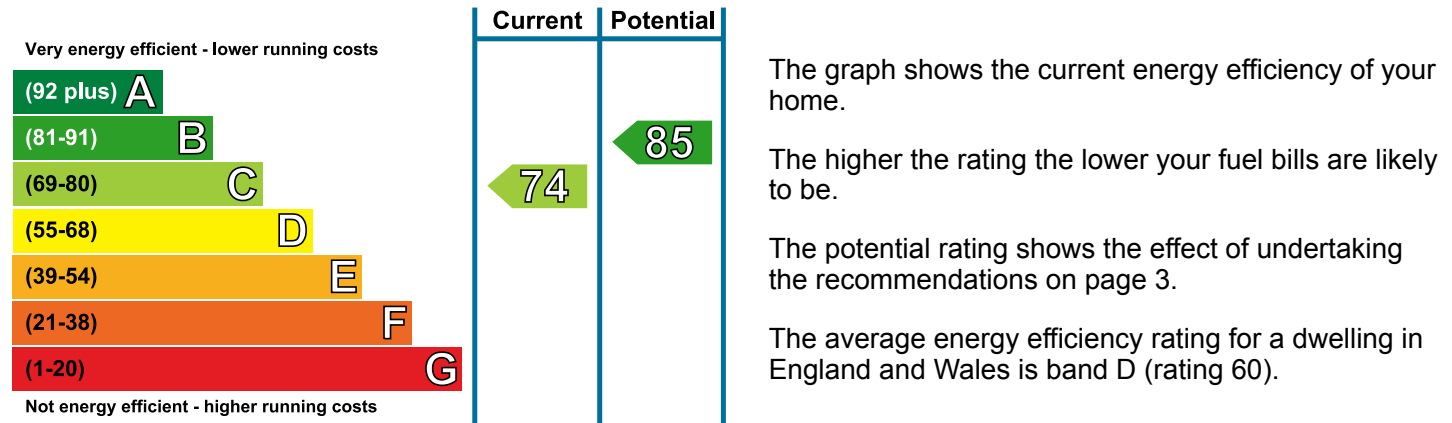 Current Potential
Very energy efficient - lower running costs
(92 plus) A
(81-91) B
(69-80) C
(55-68) D
(39-54) E
(21-38) F
(1-20) G
Not energy efficient - higher running costs
74
85
The graph shows the current energy efficiency of your
home.
The higher the rating the lower your fuel bills are likely
to be.
The potential rating shows the effect of undertaking
the recommendations on page 3.
The average energy efficiency rating for a dwelling in
England and Wales is band D (rating 60).